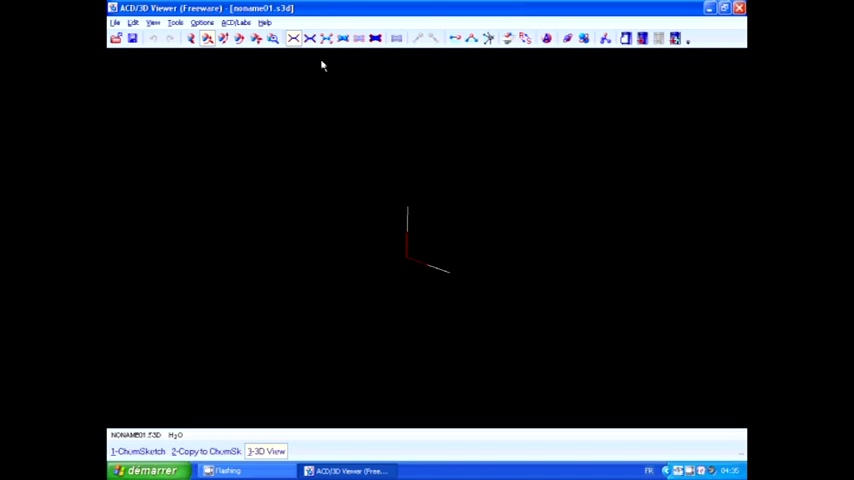 ACD/3D Viewer (Freeware) - [noname01.s3d]
File Edit View Tools Options ACD/Labs Help
NONAME01.S3D H2O
1-ChemSketch 2-Copy to ChemSk 3-3D View
démarrer Flashing ACD/3D Viewer (Free... FR 04:35